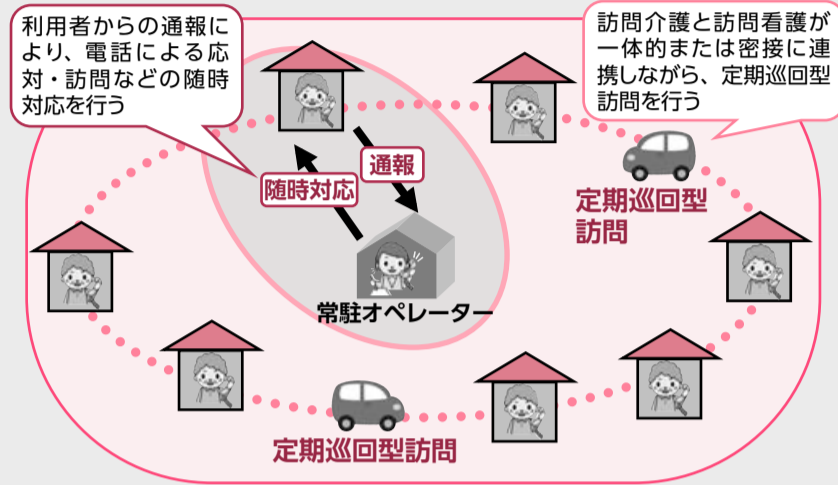 利用者からの通報に
より、電話による応
対・訪問などの随時
対応を行う
訪問介護と訪問看護が
一体的または密接に連
携しながら、定期巡回型
訪問を行う
通報
随時対応
定期巡回型
訪問
常駐オペレーター
定期巡回型訪問